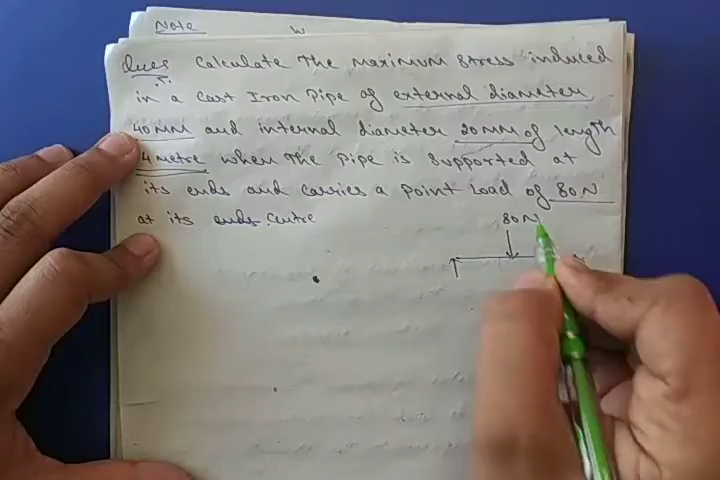 Note
W
Ques Calculate The maximum stress induced
in a Cast Iron Pipe of external diameter
40MM and internal diameter 20MM of length
4 Metre when The pipe is supported at
its ends and carries a point load of 80N
at its ends centre
80N